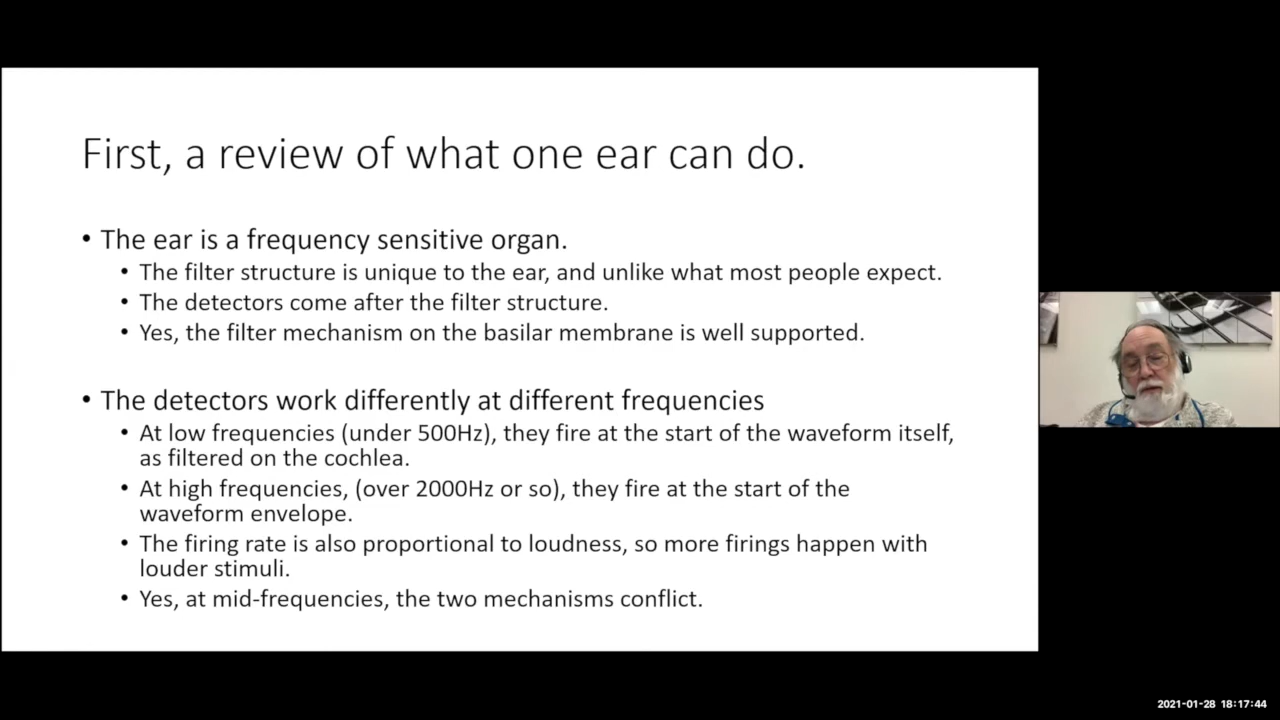 First, a review of what one ear can do.
• The ear is a frequency sensitive organ.
• The filter structure is unique to the ear, and unlike what most people expect.
• The detectors come after the filter structure.
• Yes, the filter mechanism on the basilar membrane is well supported.
• The detectors work differently at different frequencies
• At low frequencies (under 500Hz), they fire at the start of the waveform itself,
as filtered on the cochlea.
• At high frequencies, (over 2000Hz or so), they fire at the start of the
waveform envelope.
• The firing rate is also proportional to loudness, so more firings happen with
louder stimuli.
• Yes, at mid-frequencies, the two mechanisms conflict.
2021-01-28 18:17:44